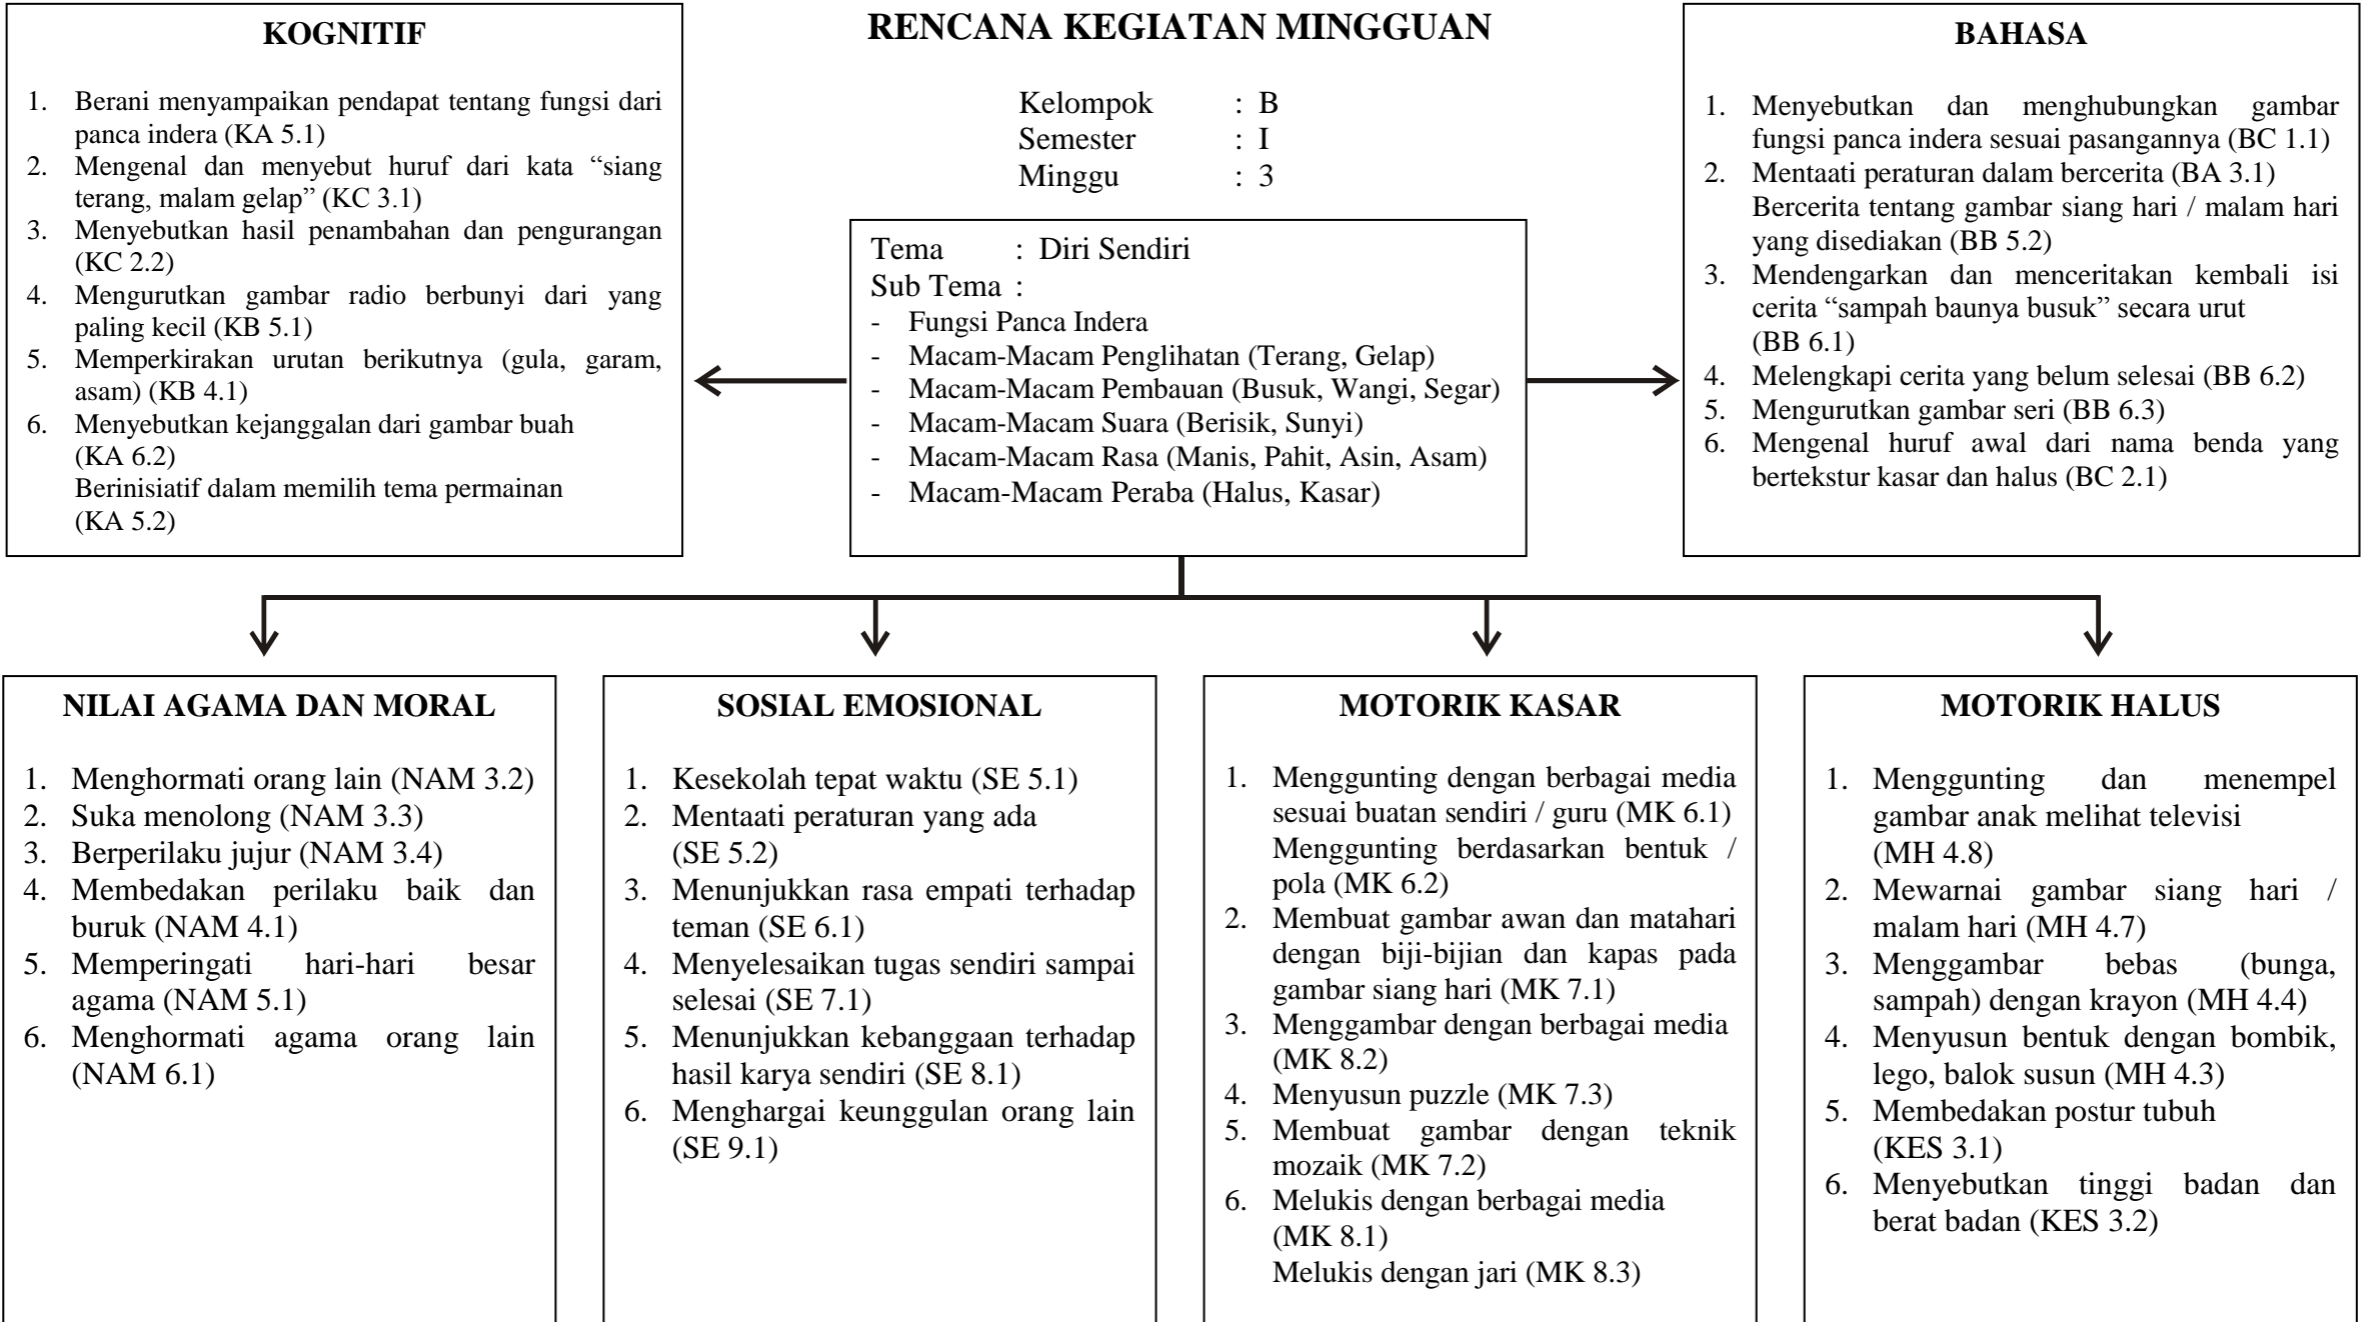 RENCANA KEGIATAN MINGGUAN
Kelompok : B
Semester : I
Minggu : 3
KOGNITIF
1. Berani menyampaikan pendapat tentang fungsi dari
panca indera (KA 5.1)
2. Mengenal dan menyebut huruf dari kata “siang
terang, malam gelap” (KC 3.1)
3. Menyebutkan hasil penambahan dan pengurangan
(KC 2.2)
4. Mengurutkan gambar radio berbunyi dari yang
paling kecil (KB 5.1)
5. Memperkirakan urutan berikutnya (gula, garam,
asam) (KB 4.1)
6. Menyebutkan kejanggalan dari gambar buah
(KA 6.2)
Berinisiatif dalam memilih tema permainan
(KA 5.2)
Tema : Diri Sendiri
Sub Tema :
- Fungsi Panca Indera
- Macam-Macam Penglihatan (Terang, Gelap)
- Macam-Macam Pembauan (Busuk, Wangi, Segar)
- Macam-Macam Suara (Berisik, Sunyi)
- Macam-Macam Rasa (Manis, Pahit, Asin, Asam)
- Macam-Macam Peraba (Halus, Kasar)
BAHASA
1. Menyebutkan dan menghubungkan gambar
fungsi panca indera sesuai pasangannya (BC 1.1)
2. Mentaati peraturan dalam bercerita (BA 3.1)
Bercerita tentang gambar siang hari / malam hari
yang disediakan (BB 5.2)
3. Mendengarkan dan menceritakan kembali isi
cerita “sampah baunya busuk” secara urut
(BB 6.1)
4. Melengkapi cerita yang belum selesai (BB 6.2)
5. Mengurutkan gambar seri (BB 6.3)
6. Mengenal huruf awal dari nama benda yang
bertekstur kasar dan halus (BC 2.1)
NILAI AGAMA DAN MORAL
1. Menghormati orang lain (NAM 3.2)
2. Suka menolong (NAM 3.3)
3. Berperilaku jujur (NAM 3.4)
4. Membedakan perilaku baik dan
buruk (NAM 4.1)
5. Memperingati hari-hari besar
agama (NAM 5.1)
6. Menghormati agama orang lain
(NAM 6.1)
SOSIAL EMOSIONAL
1. Kesekolah tepat waktu (SE 5.1)
2. Mentaati peraturan yang ada
(SE 5.2)
3. Menunjukkan rasa empati terhadap
teman (SE 6.1)
4. Menyelesaikan tugas sendiri sampai
selesai (SE 7.1)
5. Menunjukkan kebanggaan terhadap
hasil karya sendiri (SE 8.1)
6. Menghargai keunggulan orang lain
(SE 9.1)
MOTORIK KASAR
1. Menggunting dengan berbagai media
sesuai buatan sendiri / guru (MK 6.1)
Menggunting berdasarkan bentuk /
pola (MK 6.2)
2. Membuat gambar awan dan matahari
dengan biji-bijian dan kapas pada
gambar siang hari (MK 7.1)
3. Menggambar dengan berbagai media
(MK 8.2)
4. Menyusun puzzle (MK 7.3)
5. Membuat gambar dengan teknik
mozaik (MK 7.2)
6. Melukis dengan berbagai media
(MK 8.1)
Melukis dengan jari (MK 8.3)
MOTORIK HALUS
1. Menggunting dan menempel
gambar anak melihat televisi
(MH 4.8)
2. Mewarnai gambar siang hari /
malam hari (MH 4.7)
3. Menggambar bebas (bunga,
sampah) dengan krayon (MH 4.4)
4. Menyusun bentuk dengan bombik,
lego, balok susun (MH 4.3)
5. Membedakan postur tubuh
(KES 3.1)
6. Menyebutkan tinggi badan dan
berat badan (KES 3.2)